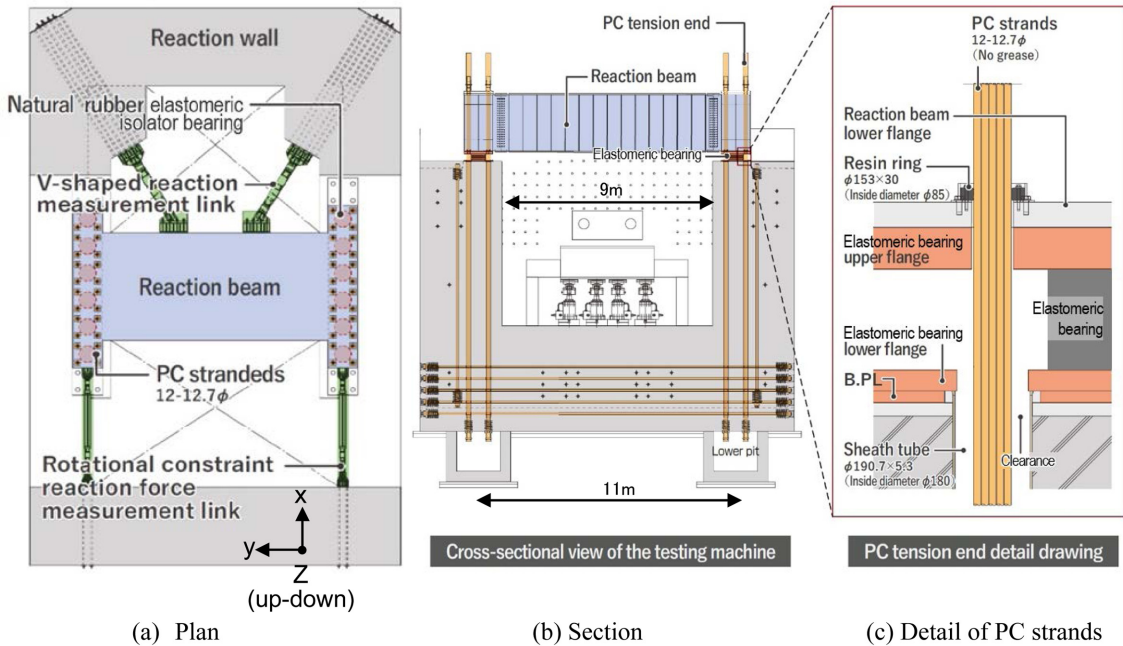 Reaction wall
Natural rubber elastomeric
isolator bearing
V-shaped reaction
measurement link
Reaction beam
PC strandeds
12-12.7ϕ
Rotational constraint
reaction force
measurement link
x
y
Z
(up-down)
(a) Plan
PC tension end
Reaction beam
Elastomeric bearing
9m
Lower pit
11m
Cross-sectional view of the testing machine
(b) Section
PC strands
12-12.7ϕ
(No grease)
Reaction beam
lower flange
Resin ring
ϕ153×30
(Inside diameter ϕ85)
Elastomeric bearing
upper flange
Elastomeric
bearing
Elastomeric bearing
lower flange
B.PL
Sheath tube
ϕ190.7×5.3
(Inside diameter ϕ180)
Clearance
PC tension end detail drawing
(c) Detail of PC strands